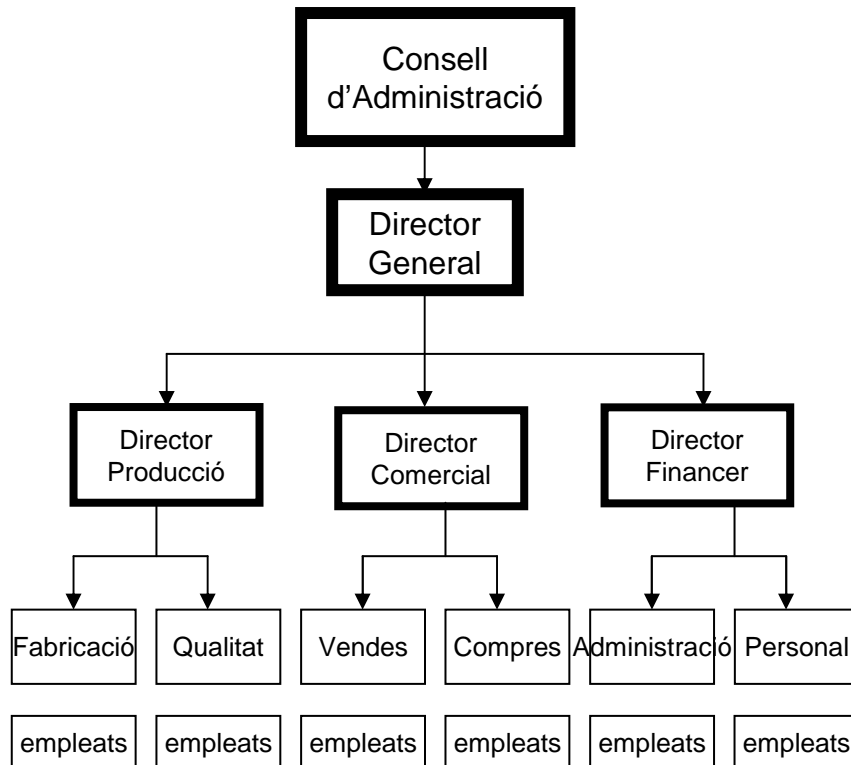 Consell
d'Administració
Director
General
Director
Producció
Director
Comercial
Director
Financer
Fabricació
Qualitat
Vendes
Compres
Administració
Personal
empleats
empleats
empleats
empleats
empleats
empleats